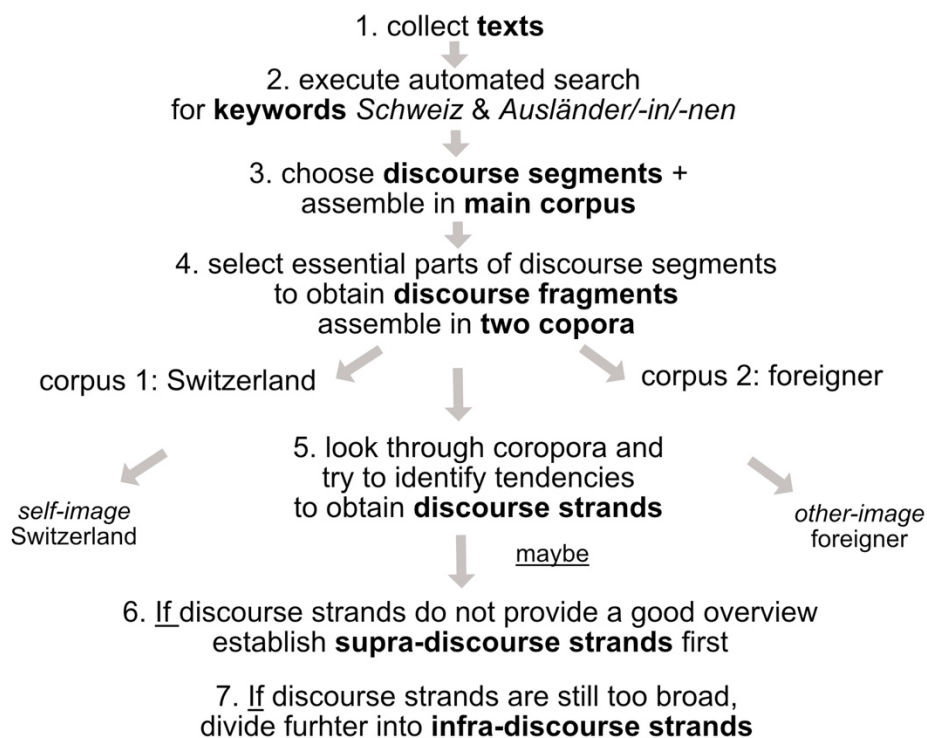 1. collect texts
2. execute automated search
for keywords Schweiz & Ausländer/-in/-nen
3. choose discourse segments +
assemble in main corpus
4. select essential parts of discourse segments
to obtain discourse fragments
assemble in two copora
corpus 1: Switzerland
corpus 2: foreigner
5. look through coropora and
try to identify tendencies
to obtain discourse strands
self-image
Switzerland
other-image
foreigner
maybe
6. If discourse strands do not provide a good overview
establish supra-discourse strands first
7. If discourse strands are still too broad,
divide furhter into infra-discourse strands